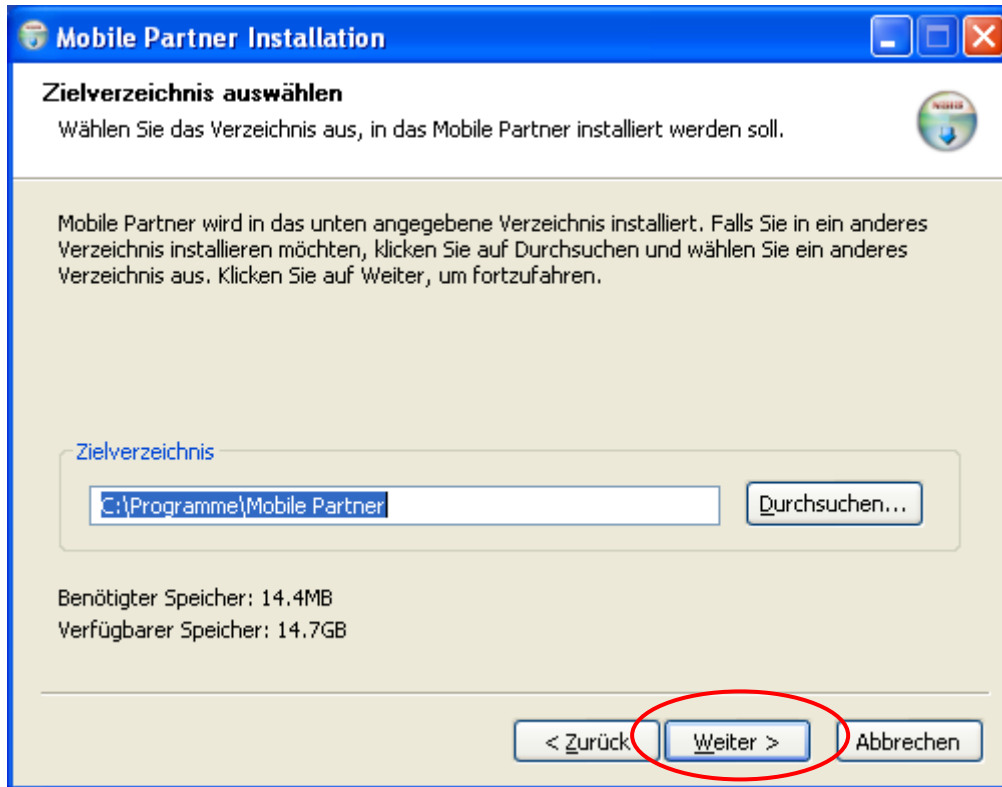 Mobile Partner Installation
Zielverzeichnis auswählen
Wählen Sie das Verzeichnis aus, in das Mobile Partner installiert werden soll.
Mobile Partner wird in das unten angegebene Verzeichnis installiert. Falls Sie in ein anderes
Verzeichnis installieren möchten, klicken Sie auf Durchsuchen und wählen Sie ein anderes
Verzeichnis aus. Klicken Sie auf Weiter, um fortzufahren.
Zielverzeichnis
C:\Programme\Mobile Partner
Durchsuchen...
Benötigter Speicher: 14.4MB
Verfügbarer Speicher: 14.7GB
< Zurück
Weiter >
Abbrechen